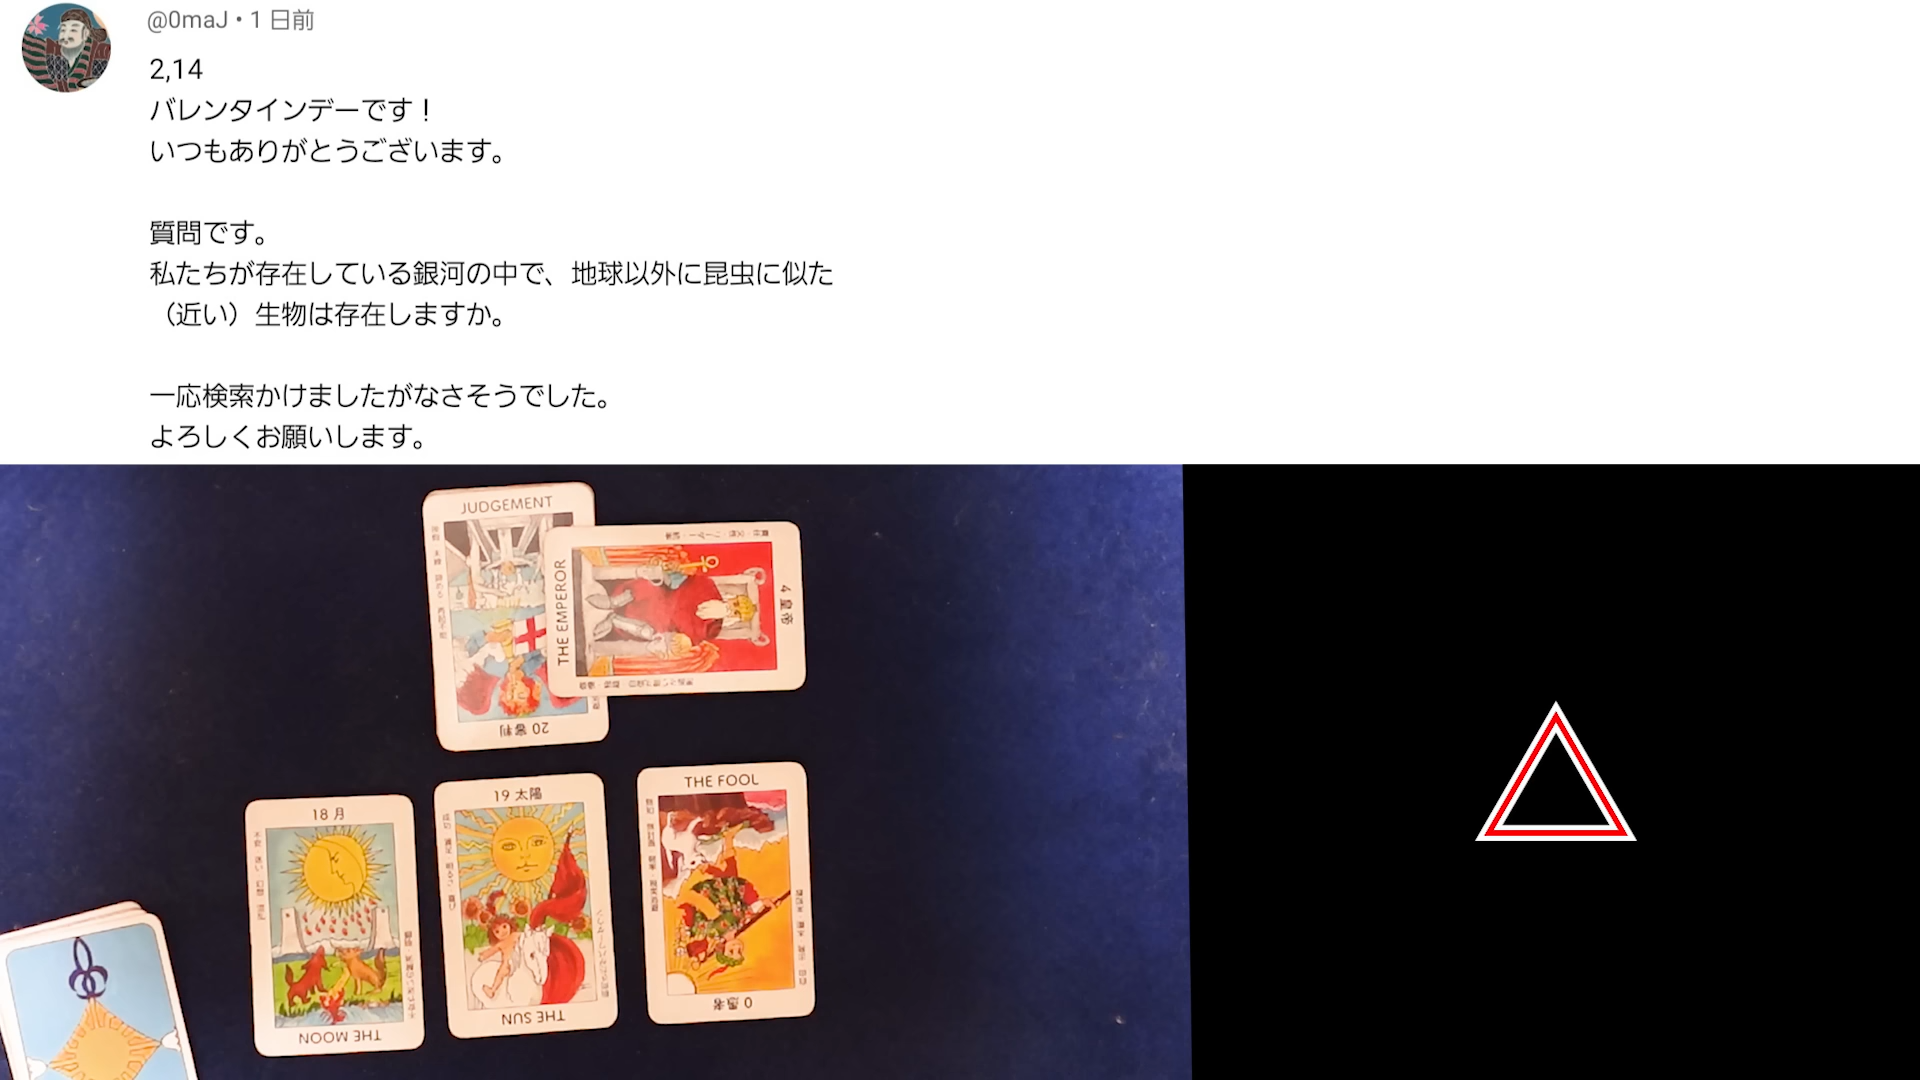 @0maJ • 1 日前
2,14
バレンタインデーです！
いつもありがとうございます。
質問です。
私たちが存在している銀河の中で、地球以外に昆虫に似た
（近い）生物は存在しますか。
一応検索かけましたがなさそうでした。
よろしくお願いします。
JUDGEMENT
20 審判
THE EMPEROR
4 皇帝
18 月
THE MOON
19 太陽
THE SUN
THE FOOL
0 愚者